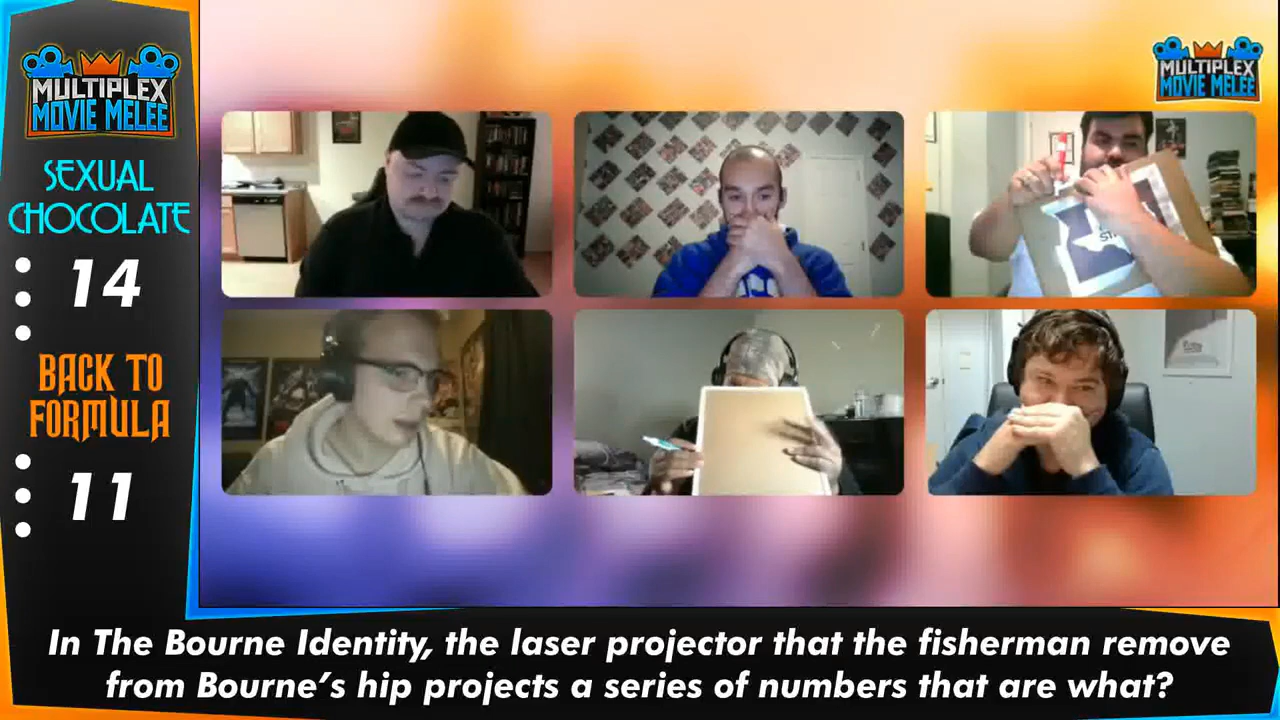 MULTIPLEX
MOVIE MELEE
SEXUAL
CHOCOLATE
14
BACK TO
FORMULA
11
MULTIPLEX
MOVIE MELEE
In The Bourne Identity, the laser projector that the fisherman remove
from Bourne's hip projects a series of numbers that are what?